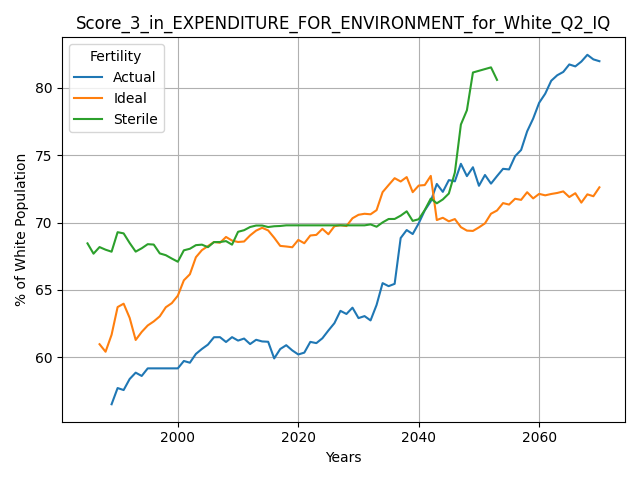 Score_3_in_EXPENDITURE_FOR_ENVIRONMENT_for_White_Q2_IQ
Fertility
Actual
Ideal
Sterile
% of White Population
80
75
70
65
60
2000
2020
2040
2060
Years